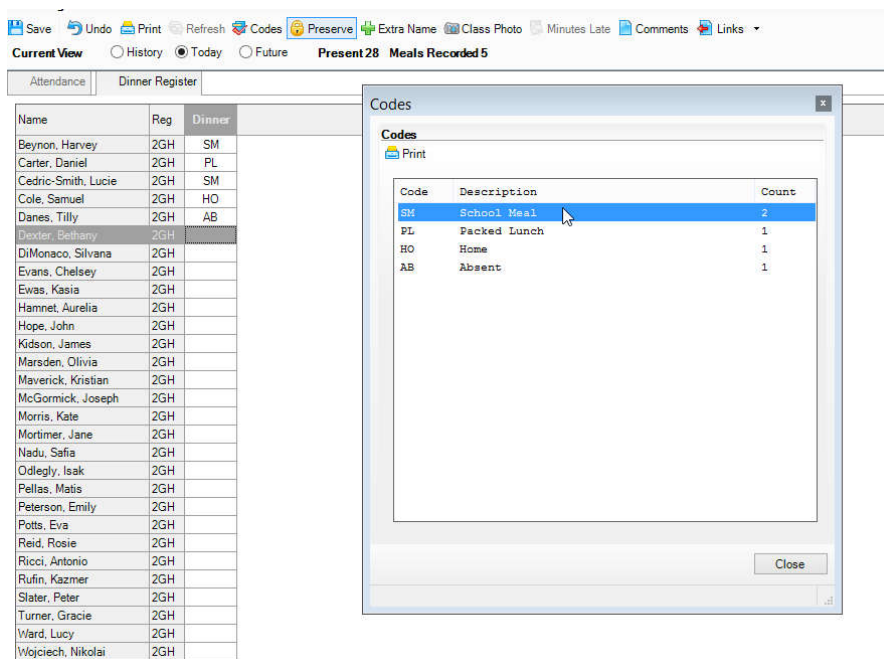 Save Undo Print Refresh Codes Preserve Extra Name Class Photo Minutes Late Comments Links
Current View History Today Future Present 28 Meals Recorded 5
Attendance Dinner Register
Name Reg Dinner
Beynon, Harvey 2GH SM
Carter, Daniel 2GH PL
Cedric-Smith, Lucie 2GH SM
Cole, Samuel 2GH HO
Danes, Tilly 2GH AB
Dexter, Bethany 2GH
DiMonaco, Silvana 2GH
Evans, Chelsey 2GH
Ewas, Kasia 2GH
Hamnet, Aurelia 2GH
Hope, John 2GH
Kidson, James 2GH
Marsden, Olivia 2GH
Maverick, Kristian 2GH
McGormick, Joseph 2GH
Morris, Kate 2GH
Mortimer, Jane 2GH
Nadu, Safia 2GH
Odlegly, Isak 2GH
Pellas, Matis 2GH
Peterson, Emily 2GH
Potts, Eva 2GH
Reid, Rosie 2GH
Ricci, Antonio 2GH
Rufin, Kazmer 2GH
Slater, Peter 2GH
Turner, Gracie 2GH
Ward, Lucy 2GH
Wojciech, Nikolai 2GH
Codes x
Codes
Print
Code Description Count
SM School Meal 2
PL Packed Lunch 1
HO Home 1
AB Absent 1
Close